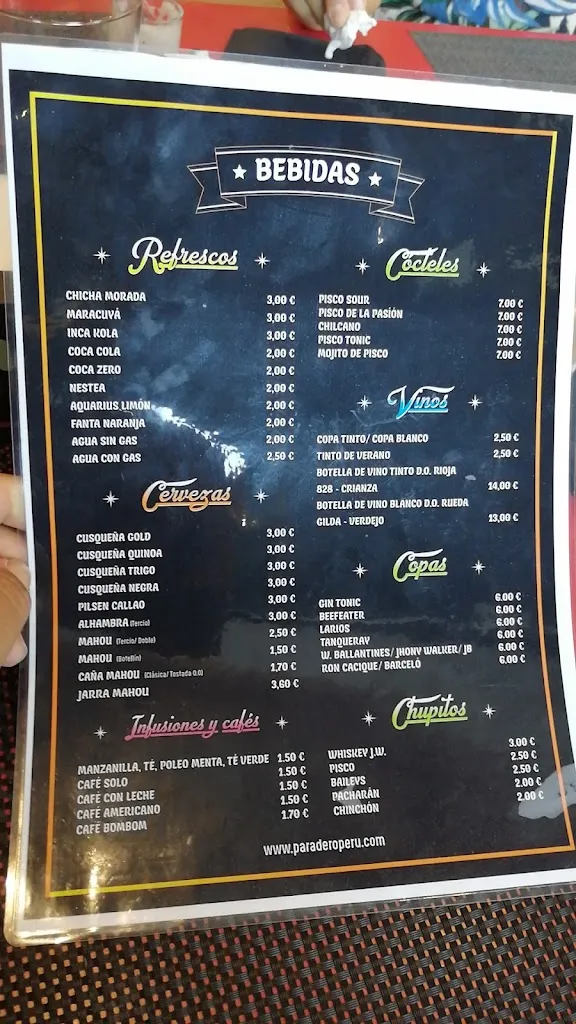 BEBIDAS
Refrescos
CHICHA MORADA 3,00 €
MARACUYÁ 3,00 €
INCA KOLA 3,00 €
COCA COLA 2,00 €
COCA ZERO 2,00 €
NESTEA 2,00 €
AQUARIUS LIMÓN 2,00 €
FANTA NARANJA 2,00 €
AGUA SIN GAS 2,00 €
AGUA CON GAS 2,50 €
Cervezas
CUSQUEÑA GOLD 3,00 €
CUSQUEÑA QUINOA 3,00 €
CUSQUEÑA TRIGO 3,00 €
CUSQUEÑA NEGRA 3,00 €
PILSEN CALLAO 3,00 €
ALHAMBRA (Tercio) 3,00 €
MAHOU (Tercio/ Doble) 2,50 €
MAHOU (Botellín) 1,50 €
CAÑA MAHOU (Clásica/ Tostada 0,0) 1,70 €
JARRA MAHOU 3,60 €
Infusiones y cafés
MANZANILLA, TÉ, POLEO MENTA, TÉ VERDE 1.50 €
CAFÉ SOLO 1.50 €
CAFE CON LECHE 1.50 €
CAFE AMERICANO 1.50 €
CAFE BOMBOM 1.70 €
Cócteles
PISCO SOUR 7.00 €
PISCO DE LA PASIÓN 7.00 €
CHILCANO 7.00 €
PISCO TONIC 7.00 €
MOJITO DE PISCO 7.00 €
Vinos
COPA TINTO/ COPA BLANCO 2,50 €
TINTO DE VERANO 2,50 €
BOTELLA DE VINO TINTO D.O. RIOJA
828 - CRIANZA 14,00 €
BOTELLA DE VINO BLANCO D.O. RUEDA
GILDA - VERDEJO 13,00 €
Copas
GIN TONIC 6.00 €
BEEFEATER 6.00 €
LARIOS 6.00 €
TANQUERAY 6.00 €
W. BALLANTINES/ JHONY WALKER/ JB 6.00 €
RON CACIQUE/ BARCELÓ 6.00 €
Chupitos
WHISKEY J.W. 3.00 €
PISCO 2.50 €
BAILEYS 2.50 €
PACHARÁN 2.00 €
CHINCHÓN 2.00 €
www.paraderoperu.com